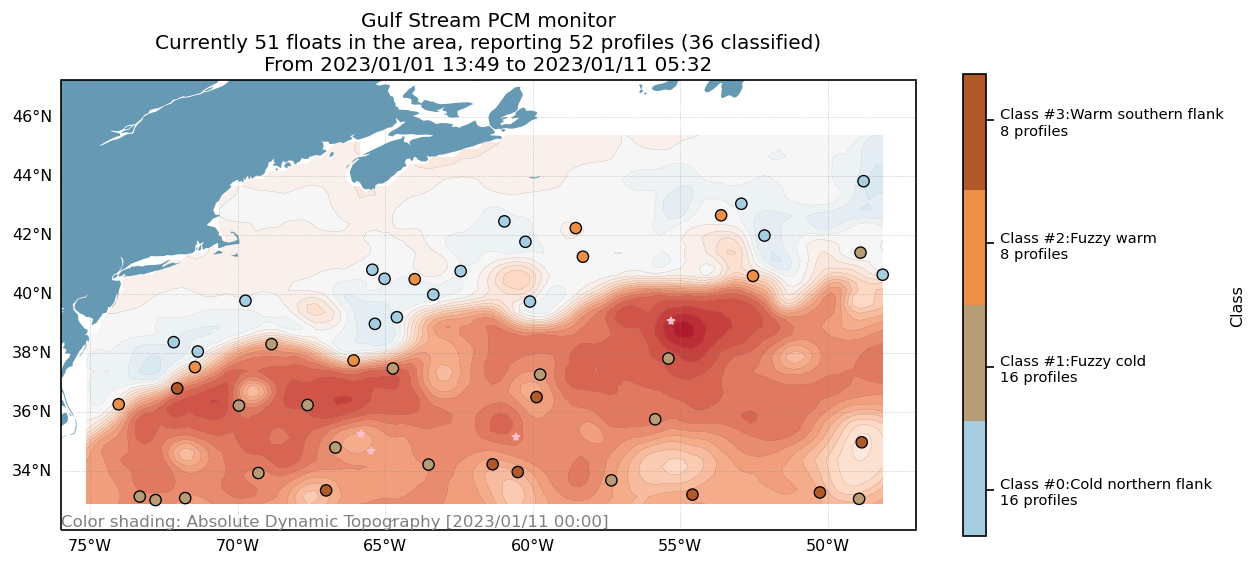 Gulf Stream PCM monitor
Currently 51 floats in the area, reporting 52 profiles (36 classified)
From 2023/01/01 13:49 to 2023/01/11 05:32
46°N
44°N
42°N
40°N
38°N
36°N
34°N
Color shading: Absolute Dynamic Topography [2023/01/11 00:00]
75°W
70°W
65°W
60°W
55°W
50°W
Class #3:Warm southern flank
8 profiles
Class #2:Fuzzy warm
8 profiles
Class #1:Fuzzy cold
16 profiles
Class #0:Cold northern flank
16 profiles
Class